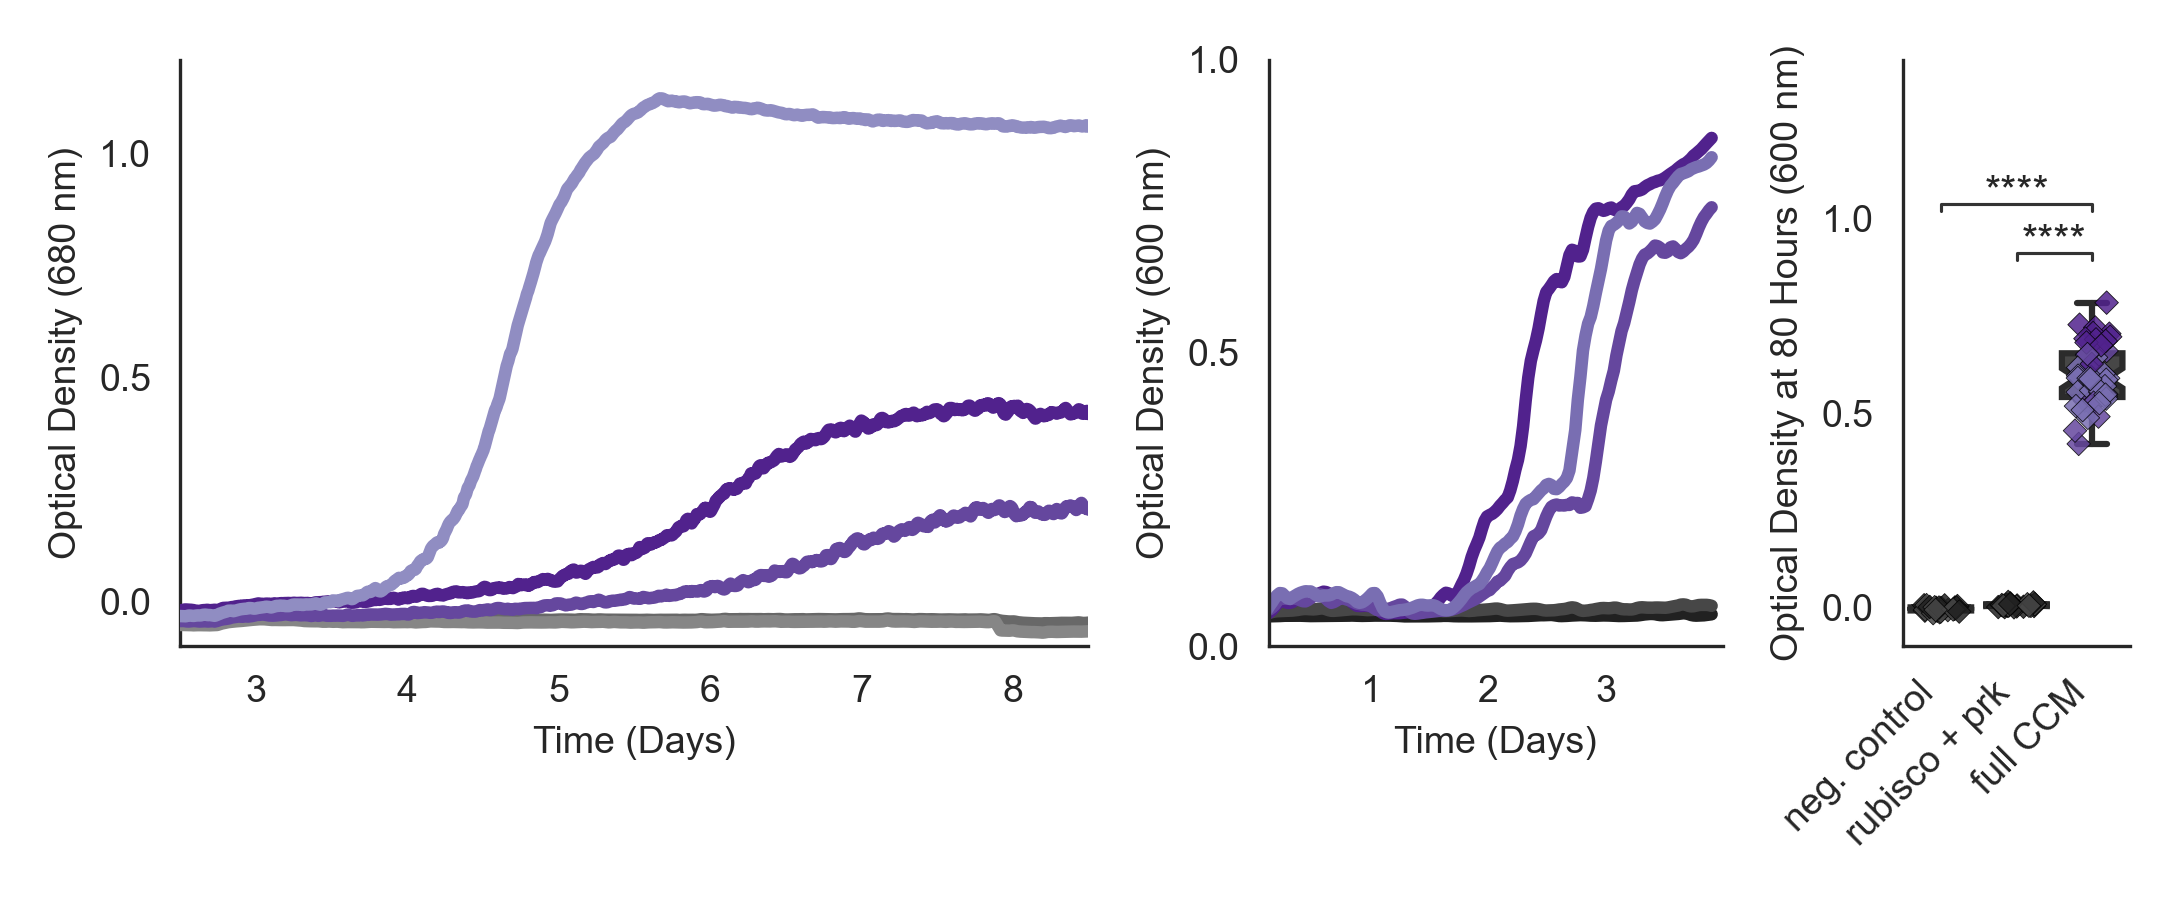 Optical Density (680 nm)
1.0
0.5
0.0
3 4 5 6 7 8
Time (Days)
Optical Density (600 nm)
1.0
0.5
0.0
1 2 3
Time (Days)
Optical Density at 80 Hours (600 nm)
1.0
0.5
0.0
****
****
neg. control
rubisco + prk
full CCM